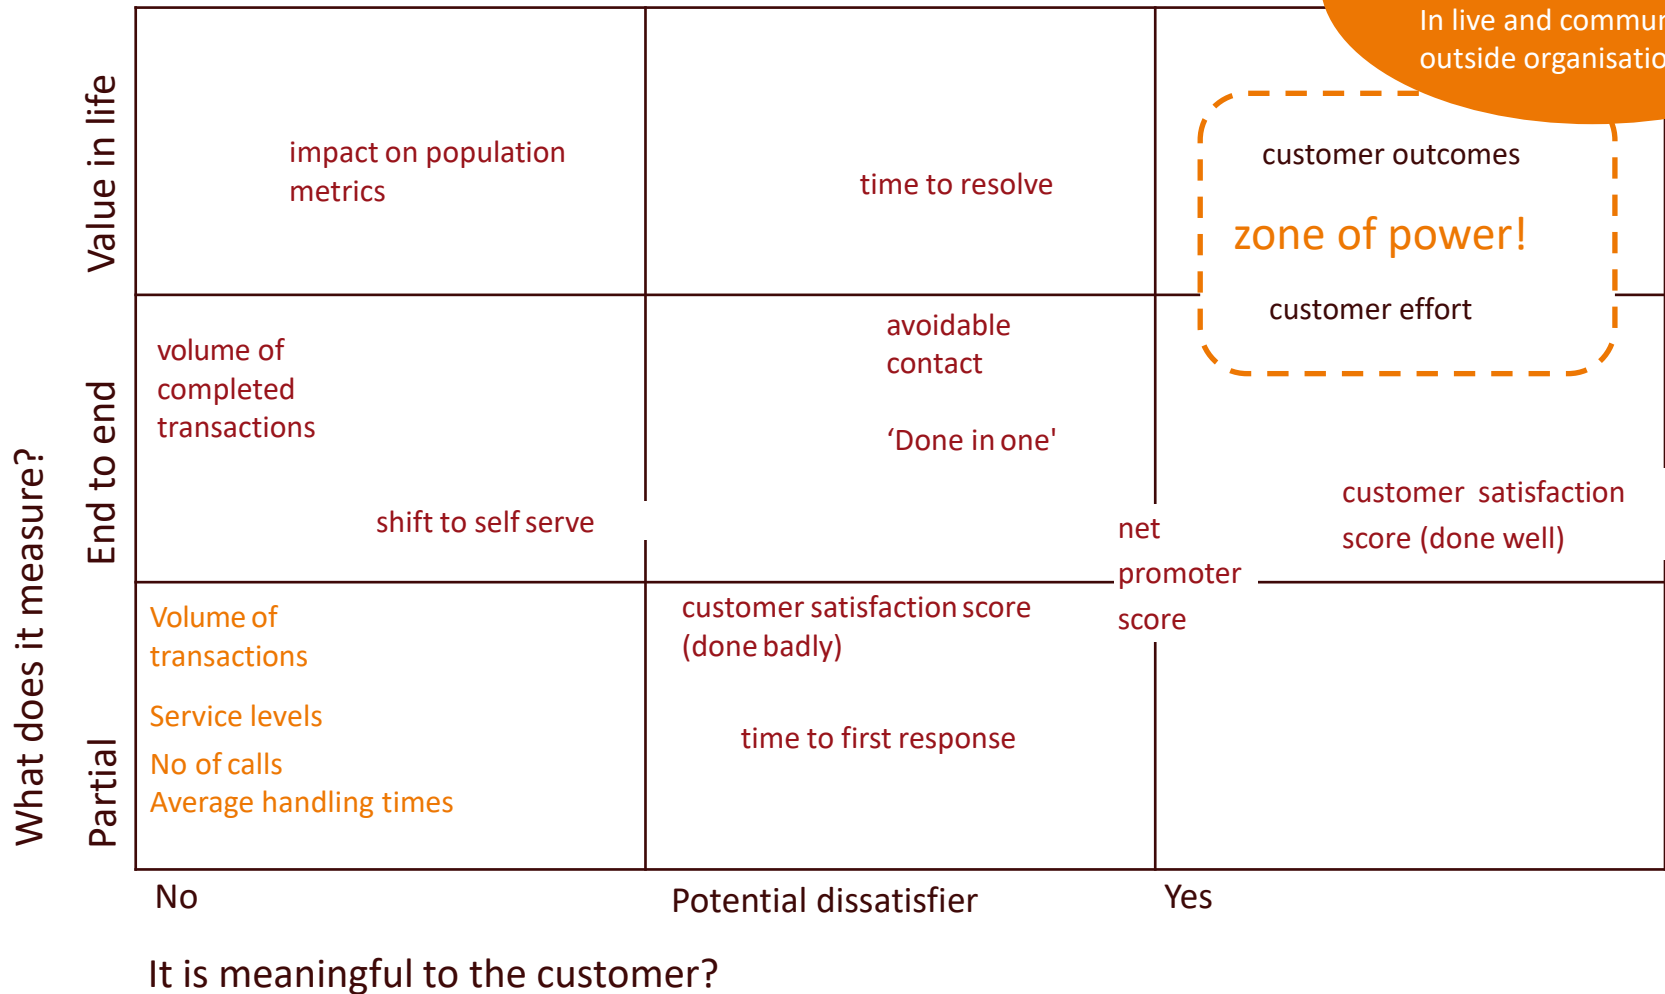 In live and commun
outside organisatio
What does it measure?
Value in life
impact on population
metrics
time to resolve
customer outcomes
zone of power!
customer effort
End to end
volume of
completed
transactions
shift to self serve
avoidable
contact
‘Done in one'
net
promoter
score
customer satisfaction
score (done well)
Partial
Volume of
transactions
Service levels
No of calls
Average handling times
customer satisfaction score
(done badly)
time to first response
No
Potential dissatisfier
Yes
It is meaningful to the customer?